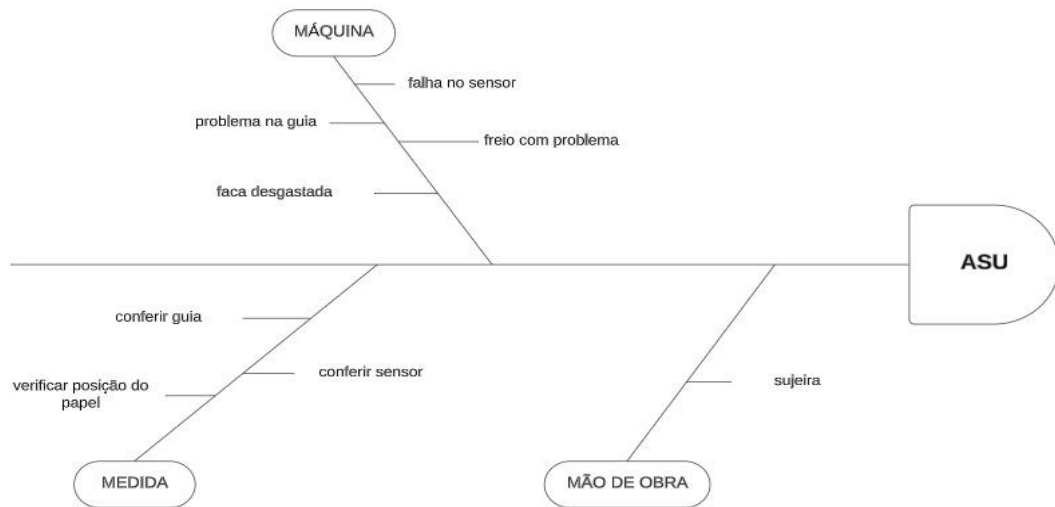 MÁQUINA
falha no sensor
problema na guia
freio com problema
faca desgastada
ASU
conferir guia
conferir sensor
verificar posição do
papel
sujeira
MEDIDA
MÃO DE OBRA